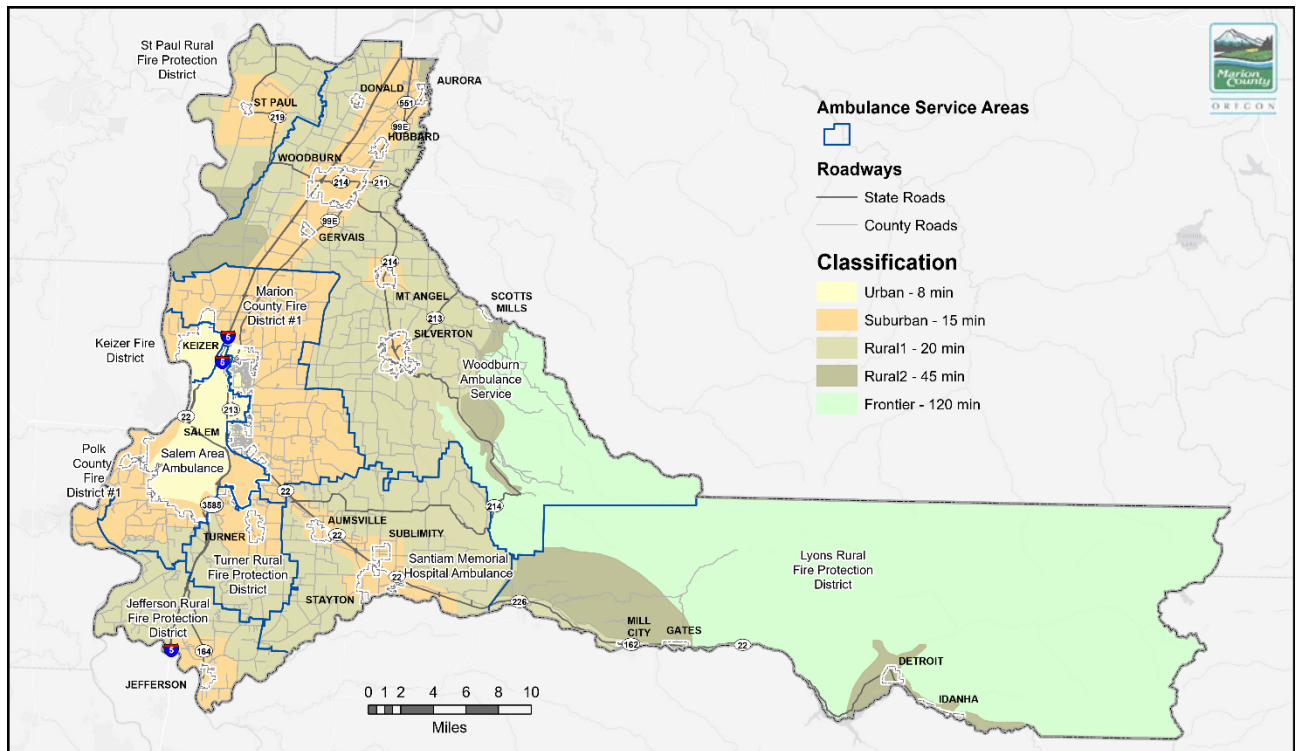 St Paul Rural
Fire Protection
District
ST PAUL
219
DONALD
AURORA
551
99E
HUBBARD
WOODBURN
214
211
99E
GERVAIS
214
MT ANGEL
SCOTTS
MILLS
213
SILVERTON
Marion
County Fire
District #1
Keizer Fire
District
KEIZER
5
5
Woodburn
Ambulance
Service
22
213
SALEM
Salem Area
Ambulance
Polk
County
Fire
District #1
22
214
AUMSVILLE
22
SUBLIMITY
TURNER
Turner Rural
Fire Protection
District
Santiam Memorial
Hospital Ambulance
22
STAYTON
Jefferson Rural
Fire Protection
District
5
164
JEFFERSON
226
MILL
CITY
GATES
162
22
Lyons Rural
Fire Protection
District
DETROIT
IDANHA
0 1 2 4 6 8 10
Miles
Marion
County
OREGON
Ambulance Service Areas
Roadways
State Roads
County Roads
Classification
Urban - 8 min
Suburban - 15 min
Rural1 - 20 min
Rural2 - 45 min
Frontier - 120 min